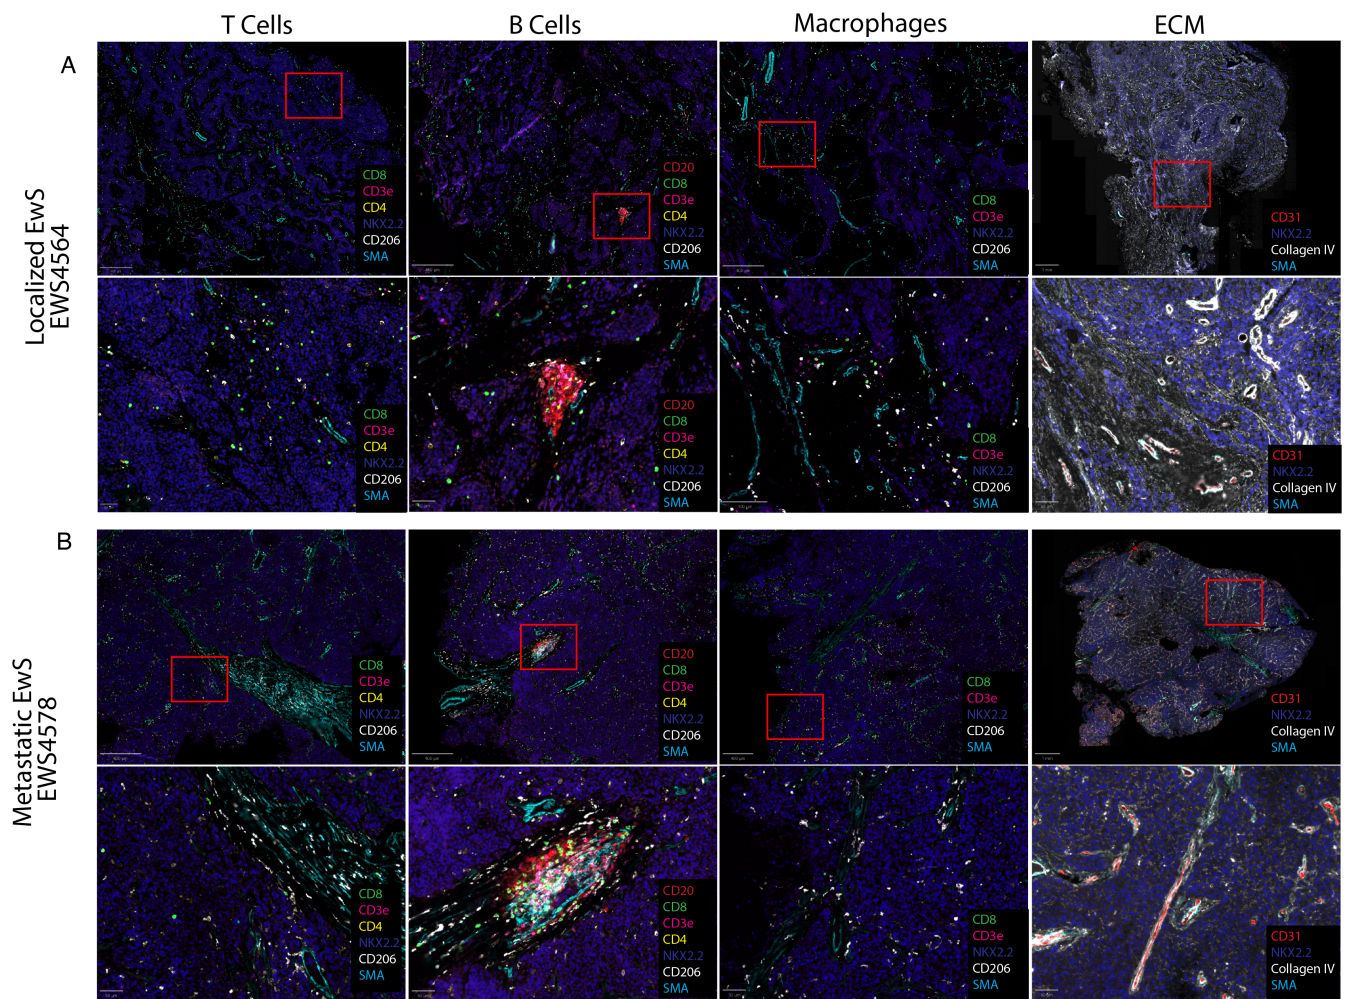 T Cells
B Cells
Macrophages
ECM
A
Localized EwS
EWS4564
CD8
CD3e
CD4
NKX2.2
CD206
SMA
CD20
CD8
CD3e
CD4
NKX2.2
CD206
SMA
CD8
CD3e
NKX2.2
CD206
SMA
CD31
NKX2.2
Collagen IV
SMA
CD8
CD3e
CD4
NKX2.2
CD206
SMA
CD20
CD8
CD3e
CD4
NKX2.2
CD206
SMA
CD8
CD3e
NKX2.2
CD206
SMA
CD31
NKX2.2
Collagen IV
SMA
B
Metastatic EwS
EWS4578
CD8
CD3e
CD4
NKX2.2
CD206
SMA
CD20
CD8
CD3e
CD4
NKX2.2
CD206
SMA
CD8
CD3e
NKX2.2
CD206
SMA
CD31
NKX2.2
Collagen IV
SMA
CD8
CD3e
CD4
NKX2.2
CD206
SMA
CD20
CD8
CD3e
CD4
NKX2.2
CD206
SMA
CD8
CD3e
NKX2.2
CD206
SMA
CD31
NKX2.2
Collagen IV
SMA